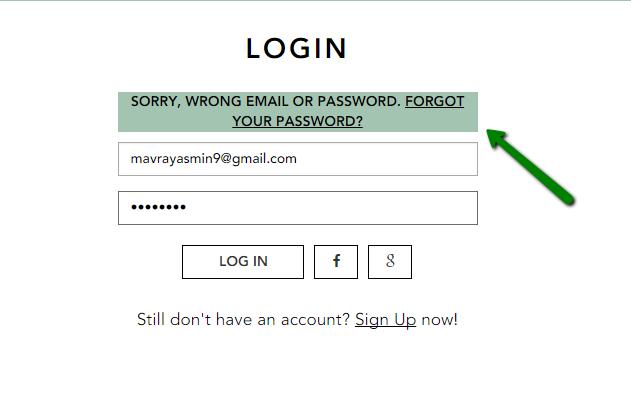 LOGIN
SORRY, WRONG EMAIL OR PASSWORD. FORGOT
YOUR PASSWORD?
mavrayasmin9@gmail.com
••••••••
LOG IN f g
Still don't have an account? Sign Up now!